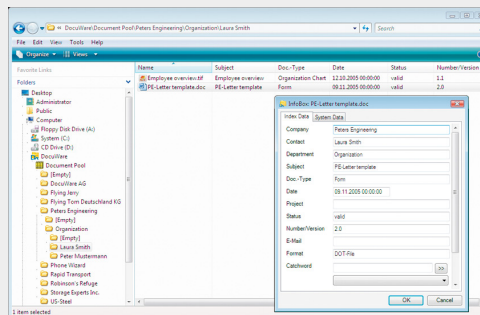 DocuWare\Document Pool\Peters Engineering\Organization\Laura Smith
Search
File Edit View Tools Help
Organize Views
Favorite Links
Folders
Desktop
Administrator
Public
Computer
Floppy Disk Drive (A:)
System (C:)
CD Drive (D:)
DocuWare
Document Pool
[Empty]
DocuWare AG
Flying Jerry
Flying Tom Deutschland KG
Peters Engineering
[Empty]
Organization
[Empty]
Laura Smith
Peter Mustermann
Phone Wizard
Rapid Transport
Robinson's Refuge
Storage Experts Inc.
US-Steel
Name Subject Doc.-Type Date Status Number/Version
Employee overview.tif Employee overview Organization Chart 12.10.2005 00:00:00 valid 1.1
PE-Letter template.doc PE-Letter template Form 09.11.2005 00:00:00 valid 2.0
InfoBox: PE-Letter template.doc
Index Data System Data
Company Peters Engineering
Contact Laura Smith
Department Organization
Subject PE-Letter template
Doc.-Type Form
Date 09.11.2005 00:00:00
Project
Status valid
Number/Version 2.0
E-Mail
Format DOT-File
Catchword
>>
OK Cancel
1 item selected